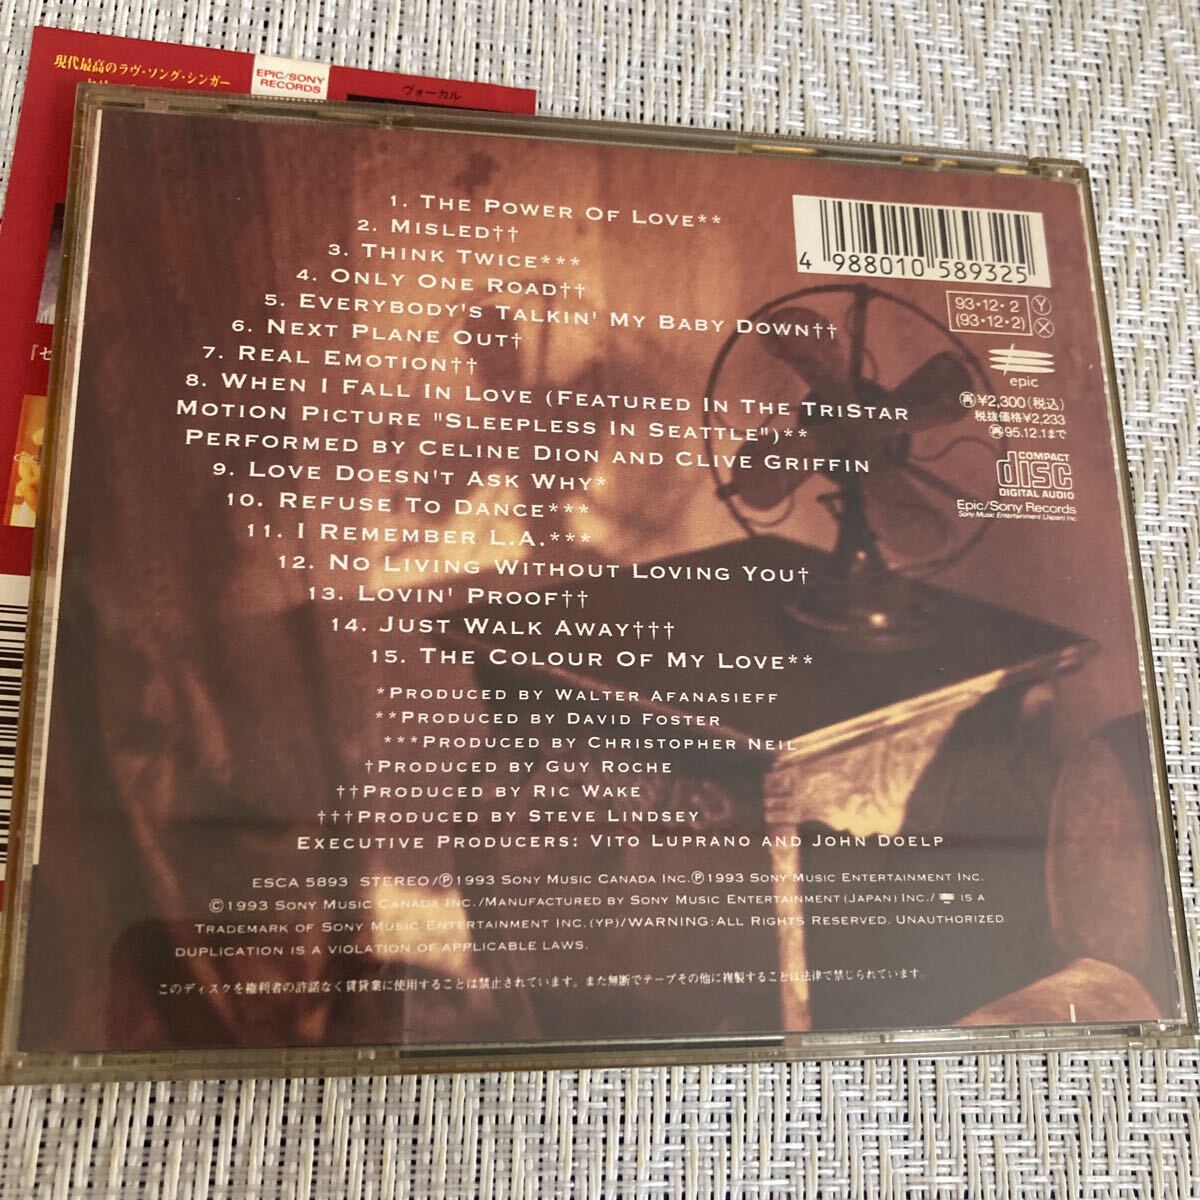 現代最高のラヴ・ソング・シンガー
EPIC/SONY
RECORDS
ヴォーカル
1. The Power Of Love**
2. Misled††
3. Think Twice***
4. Only One Road††
5. Everybody's Talkin' My Baby Down††
6. Next Plane Out†
7. Real Emotion††
8. When I Fall In Love (Featured In The TriStar
Motion Picture "Sleepless In Seattle")**
Performed by Celine Dion and Clive Griffin
9. Love Doesn't Ask Why*
10. Refuse To Dance***
11. I Remember L.A.***
12. No Living Without Loving You†
13. Lovin' Proof††
14. Just Walk Away†††
15. The Colour Of My Love**
*Produced by Walter Afanasieff
**Produced by David Foster
***Produced by Christopher Neil
†Produced by Guy Roche
††Produced by Ric Wake
†††Produced by Steve Lindsey
Executive Producers: Vito Luprano and John Doelp
ESCA 5893 STEREO/Ⓟ1993 Sony Music Canada Inc.Ⓟ1993 Sony Music Entertainment Inc.
©1993 Sony Music Canada Inc./Manufactured by Sony Music Entertainment (Japan) Inc./ is a
Trademark of Sony Music Entertainment Inc.(YP)/WARNING:All Rights Reserved. Unauthorized
duplication is a violation of applicable laws.
このディスクを権利者の許諾なく賃貸業に使用することは禁止されています。また無断でテープその他に複製することは法律で禁じられています。
4 988010 589325
93・12・2 Ⓨ
(93・12・2) Ⓧ
epic
㊢¥2,300(税込)
税抜価格¥2,233
㊢95.12.1まで
COMPACT
disc
DIGITAL AUDIO
Epic/Sony Records
Sony Music Entertainment (Japan) Inc.